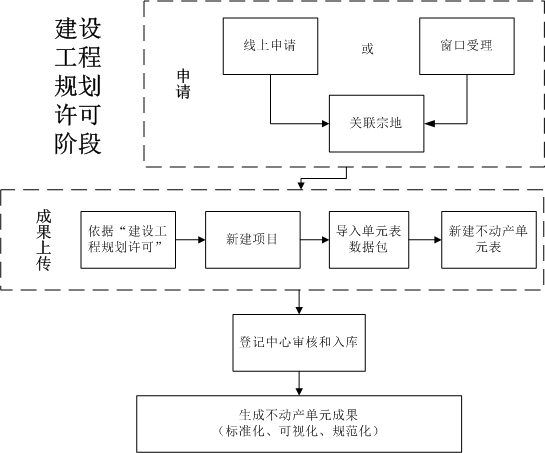 建设
工程
规划
许可
阶段
申请
线上申请
或
窗口受理
关联宗地
成果上传
依据“建设工
程规划许可”
新建项目
导入单元表
数据包
新建不动产单
元表
登记中心审核和入库
生成不动产单元成果
（标准化、可视化、规范化）